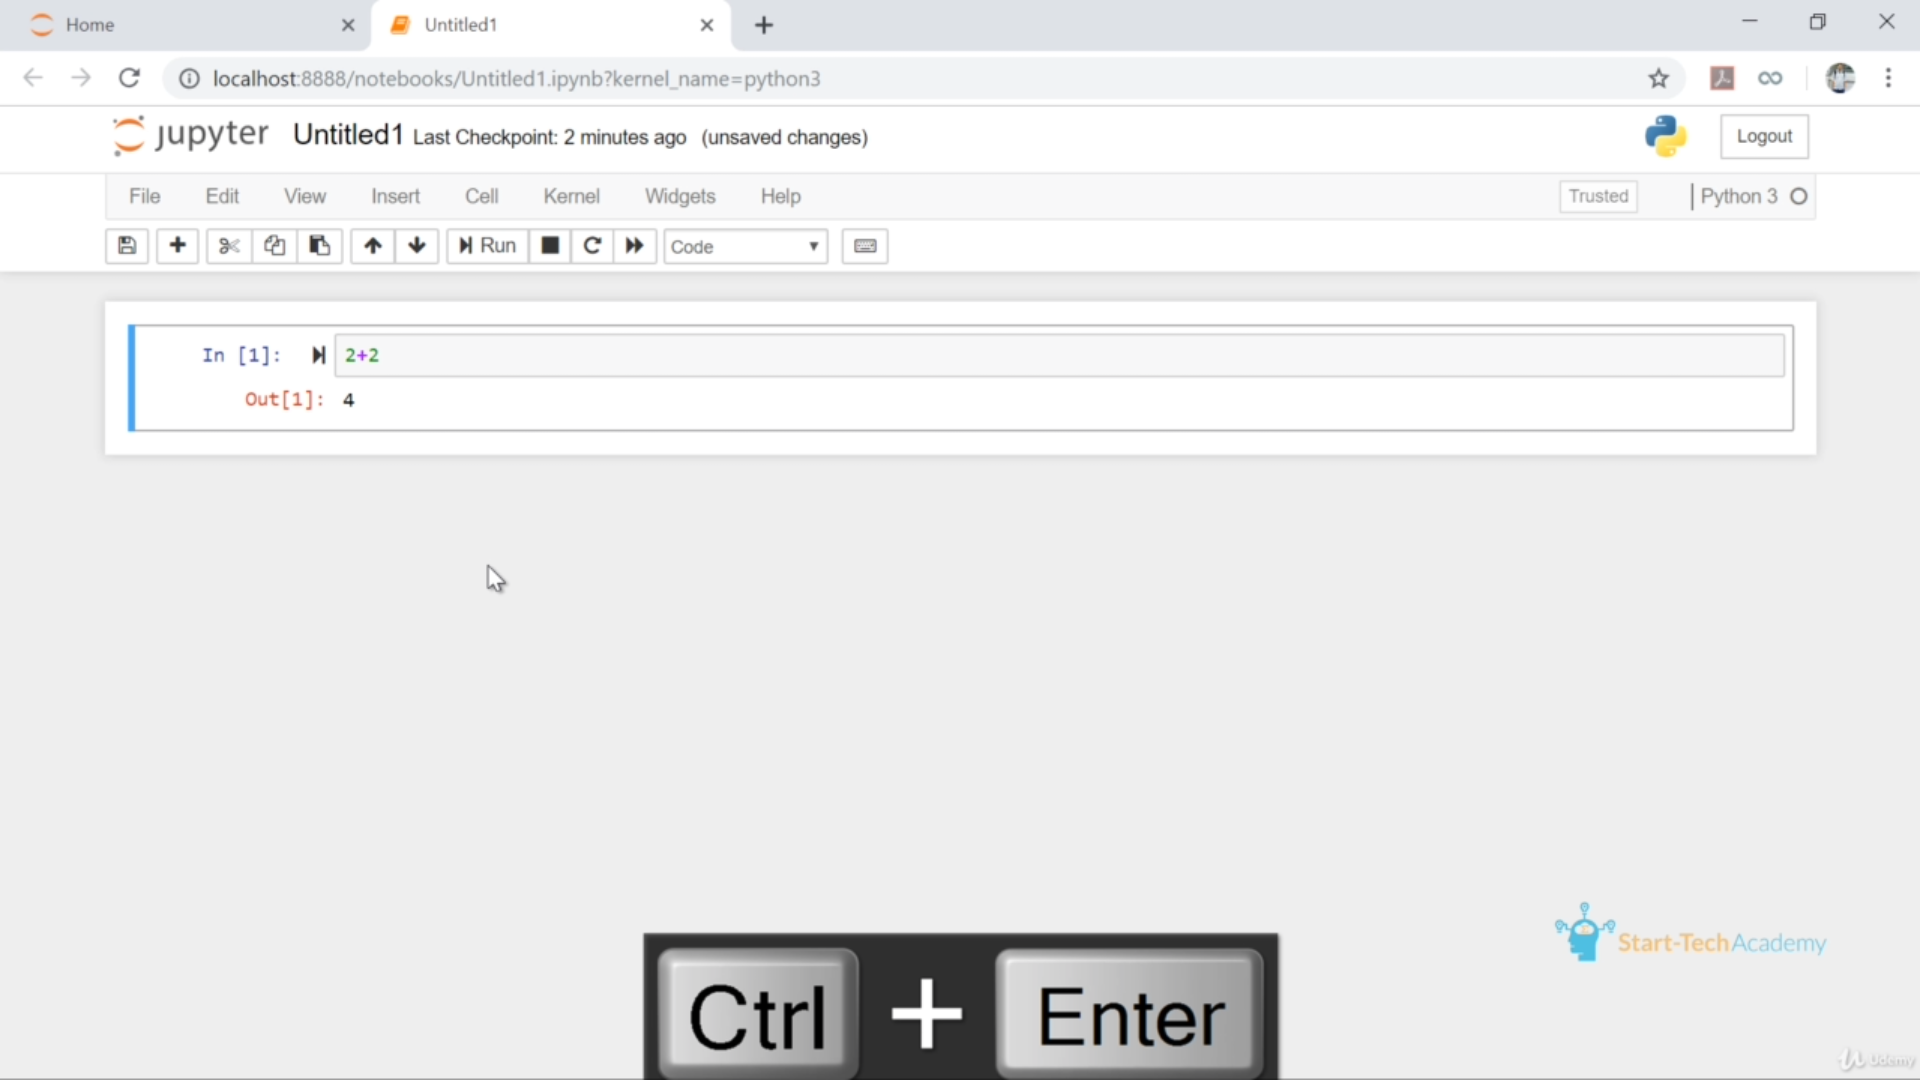 Home
Untitled1
localhost:8888/notebooks/Untitled1.ipynb?kernel_name=python3
jupyter Untitled1 Last Checkpoint: 2 minutes ago (unsaved changes)
Logout
File Edit View Insert Cell Kernel Widgets Help
Trusted
Python 3
Run
Code
In [1]: 2+2
Out[1]: 4
Start-TechAcademy
Ctrl + Enter
Udemy